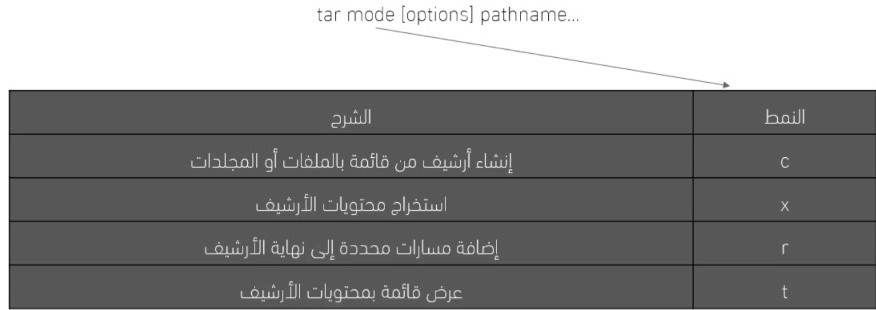 tar mode [options] pathname...
النمط الشرح
c إنشاء أرشيف من قائمة بالملفات أو المجلدات
x استخراج محتويات الأرشيف
r إضافة مسارات محددة إلى نهاية الأرشيف
t عرض قائمة بمحتويات الأرشيف